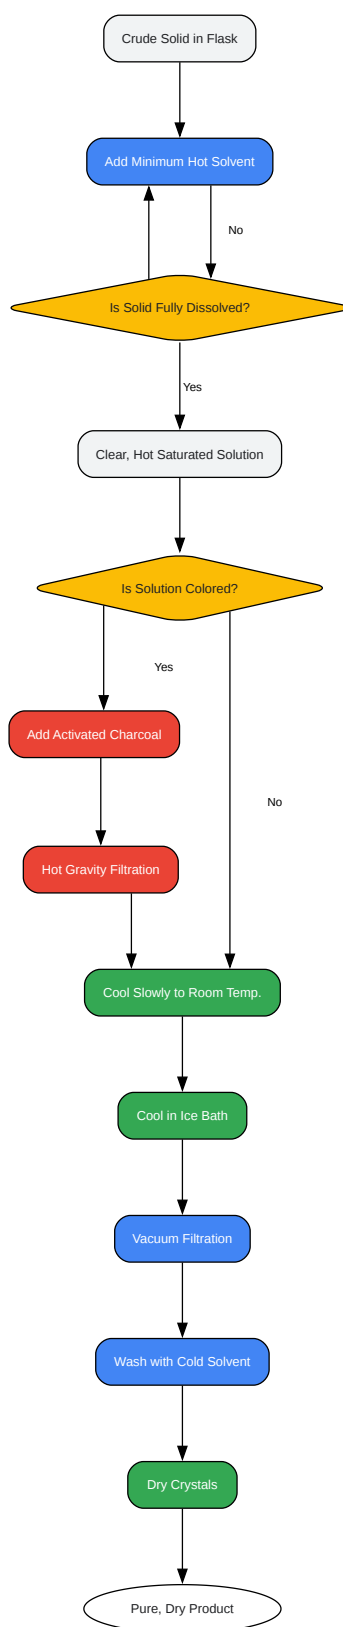 Crude Solid in Flask
Add Minimum Hot Solvent
No
Is Solid Fully Dissolved?
Yes
Clear, Hot Saturated Solution
Is Solution Colored?
Yes
Add Activated Charcoal
No
Hot Gravity Filtration
Cool Slowly to Room Temp.
Cool in Ice Bath
Vacuum Filtration
Wash with Cold Solvent
Dry Crystals
Pure, Dry Product